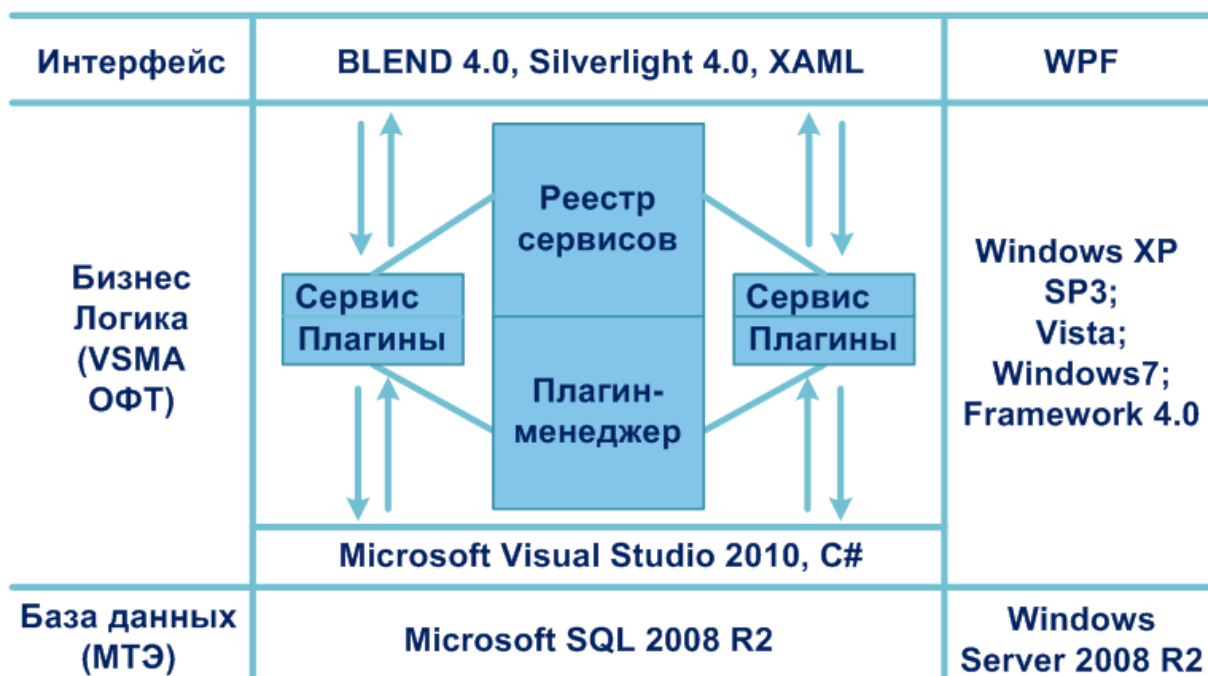 Интерфейс
BLEND 4.0, Silverlight 4.0, XAML
WPF
Бизнес
Логика
(VSMA
ОФТ)
Реестр
сервисов
Сервис
Плагины
Сервис
Плагины
Плагин-
менеджер
Microsoft Visual Studio 2010, C#
Windows XP
SP3;
Vista;
Windows7;
Framework 4.0
База данных
(МТЭ)
Microsoft SQL 2008 R2
Windows
Server 2008 R2